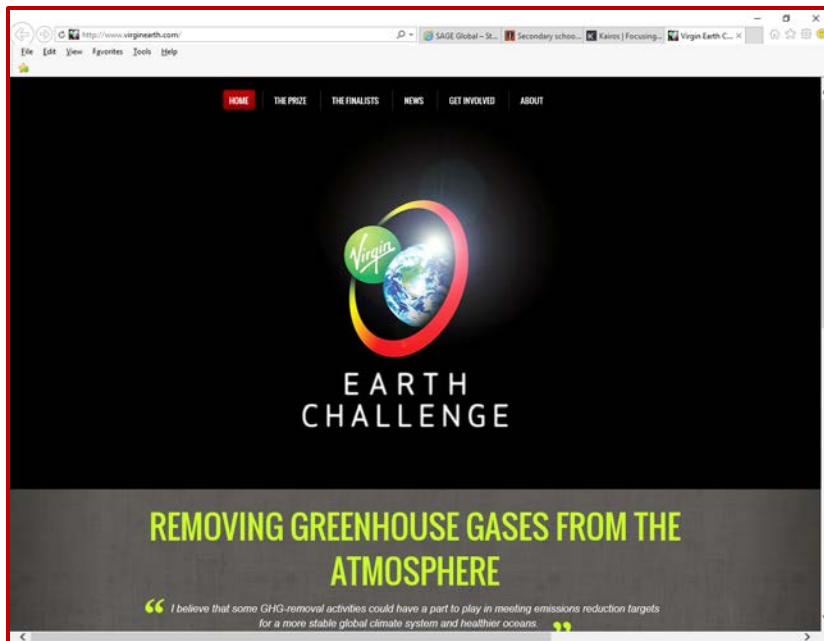 http://www.virginearth.com/
SAGE Global – St...
Secondary schoo...
Kairos | Focusing...
Virgin Earth C...
File Edit View Favorites Tools Help
HOME THE PRIZE THE FINALISTS NEWS GET INVOLVED ABOUT
Virgin
EARTH
CHALLENGE
REMOVING GREENHOUSE GASES FROM THE
ATMOSPHERE
“ I believe that some GHG-removal activities could have a part to play in meeting emissions reduction targets
for a more stable global climate system and healthier oceans. ”